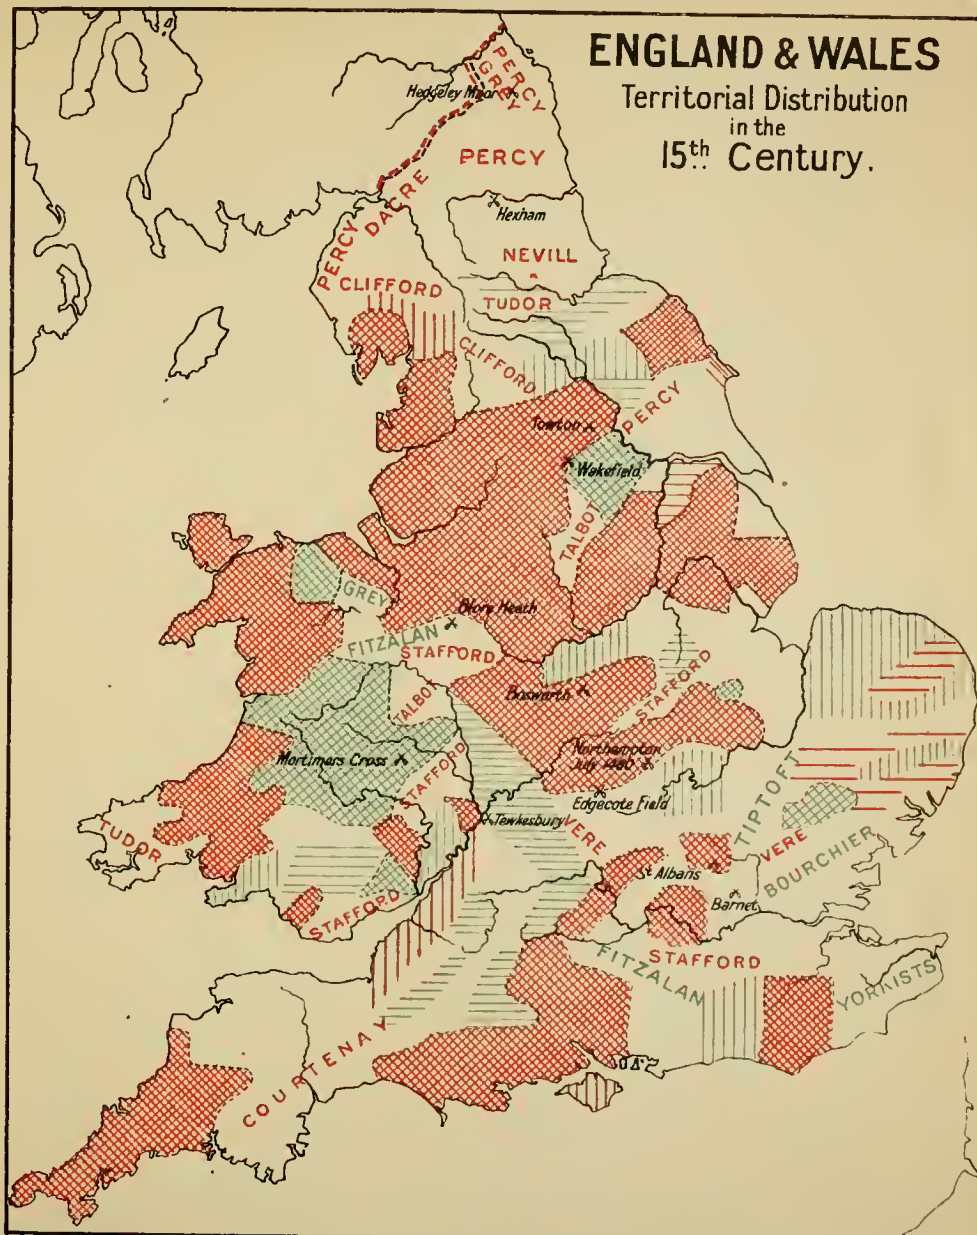 ENGLAND & WALES
Territorial Distribution
in the
15th Century.
PERCY
GREY
PERCY
Hedgeley Moor
PERCY
DACRE
PERCY
Hexham
NEVILL
CLIFFORD
TUDOR
CLIFFORD
PERCY
Towton
Wakefield
TALBOT
GREY
Blore Heath
FITZALAN
STAFFORD
TALBOT
Bosworth
STAFFORD
Mortimers Cross
STAFFORD
Northampton
July 1460
Edgecote Field
TUDOR
Tewkesbury
VERE
TIPTOFT
VERE
BOURCHIER
St Albans
Barnet
STAFFORD
FITZALAN
STAFFORD
YORKISTS
COURTENAY